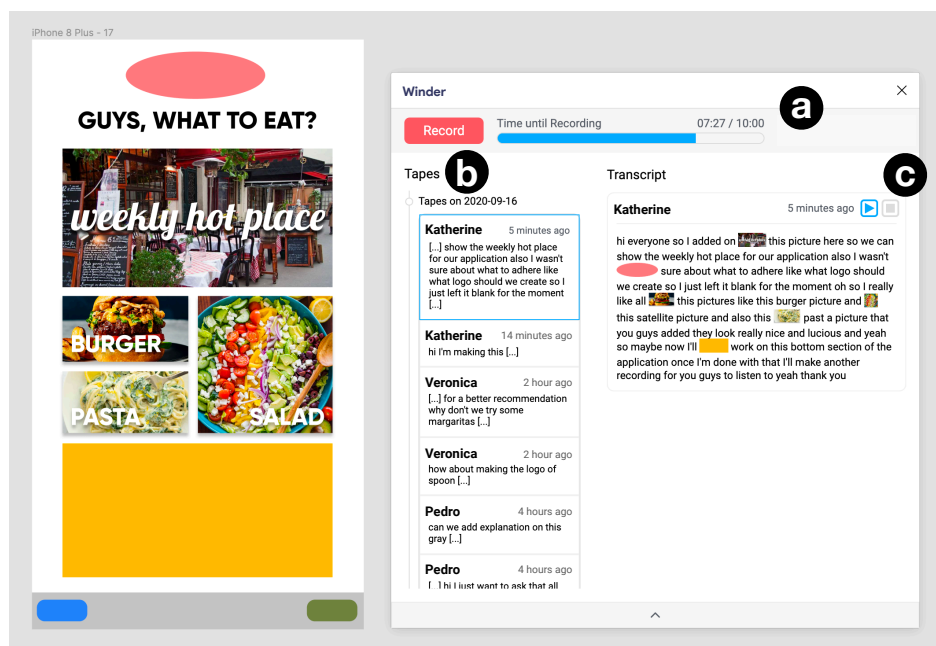 iPhone 8 Plus - 17
GUYS, WHAT TO EAT?
weekly hot place
BURGER
PASTA
SALAD
Winder
a
Record
Time until Recording 07:27 / 10:00
b
Tapes
Tapes on 2020-09-16
Katherine 5 minutes ago
[...] show the weekly hot place
for our application also I wasn't
sure about what to adhere like
what logo should we create so I
just left it blank for the moment
[...]
Katherine 14 minutes ago
hi I'm making this [...]
Veronica 2 hour ago
[...] for a better recommendation
why don't we try some
margaritas [...]
Veronica 2 hour ago
how about making the logo of
spoon [...]
Pedro 4 hours ago
can we add explanation on this
gray [...]
Pedro 4 hours ago
[...] hi I just want to ask that all
c
Transcript
Katherine 5 minutes ago
hi everyone so I added on this picture here so we can
show the weekly hot place for our application also I wasn't
sure about what to adhere like what logo should
we create so I just left it blank for the moment oh so I really
like all this pictures like this burger picture and
this satellite picture and also this past a picture that
you guys added they look really nice and lucious and yeah
so maybe now I'll work on this bottom section of the
application once I'm done with that I'll make another
recording for you guys to listen to yeah thank you